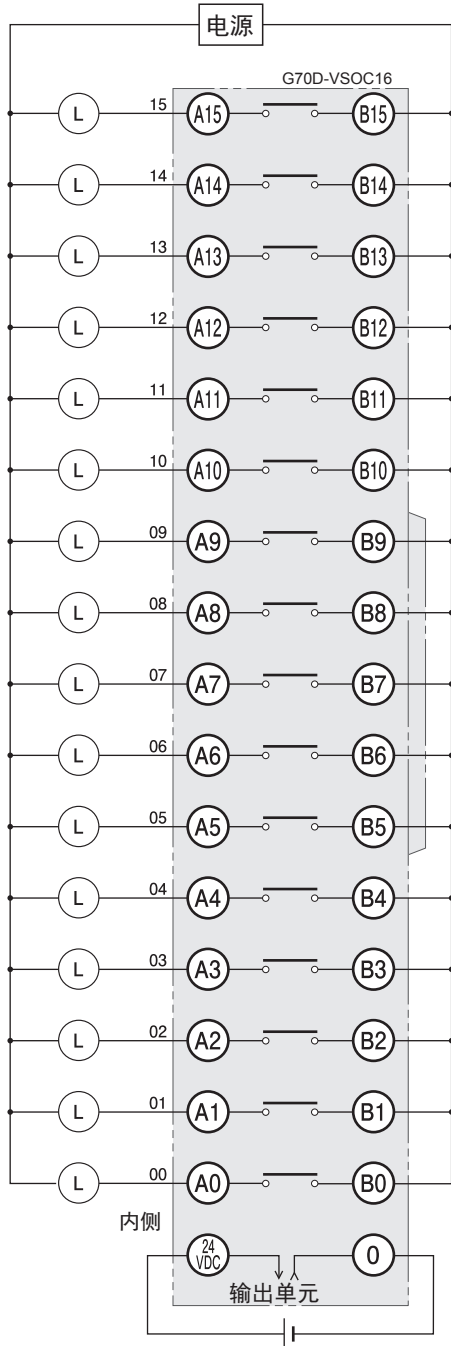 电源
G70D-VSOC16
L 15 A15 B15
L 14 A14 B14
L 13 A13 B13
L 12 A12 B12
L 11 A11 B11
L 10 A10 B10
L 09 A9 B9
L 08 A8 B8
L 07 A7 B7
L 06 A6 B6
L 05 A5 B5
L 04 A4 B4
L 03 A3 B3
L 02 A2 B2
L 01 A1 B1
L 00 A0 B0
内侧
24
VDC
0
输出单元